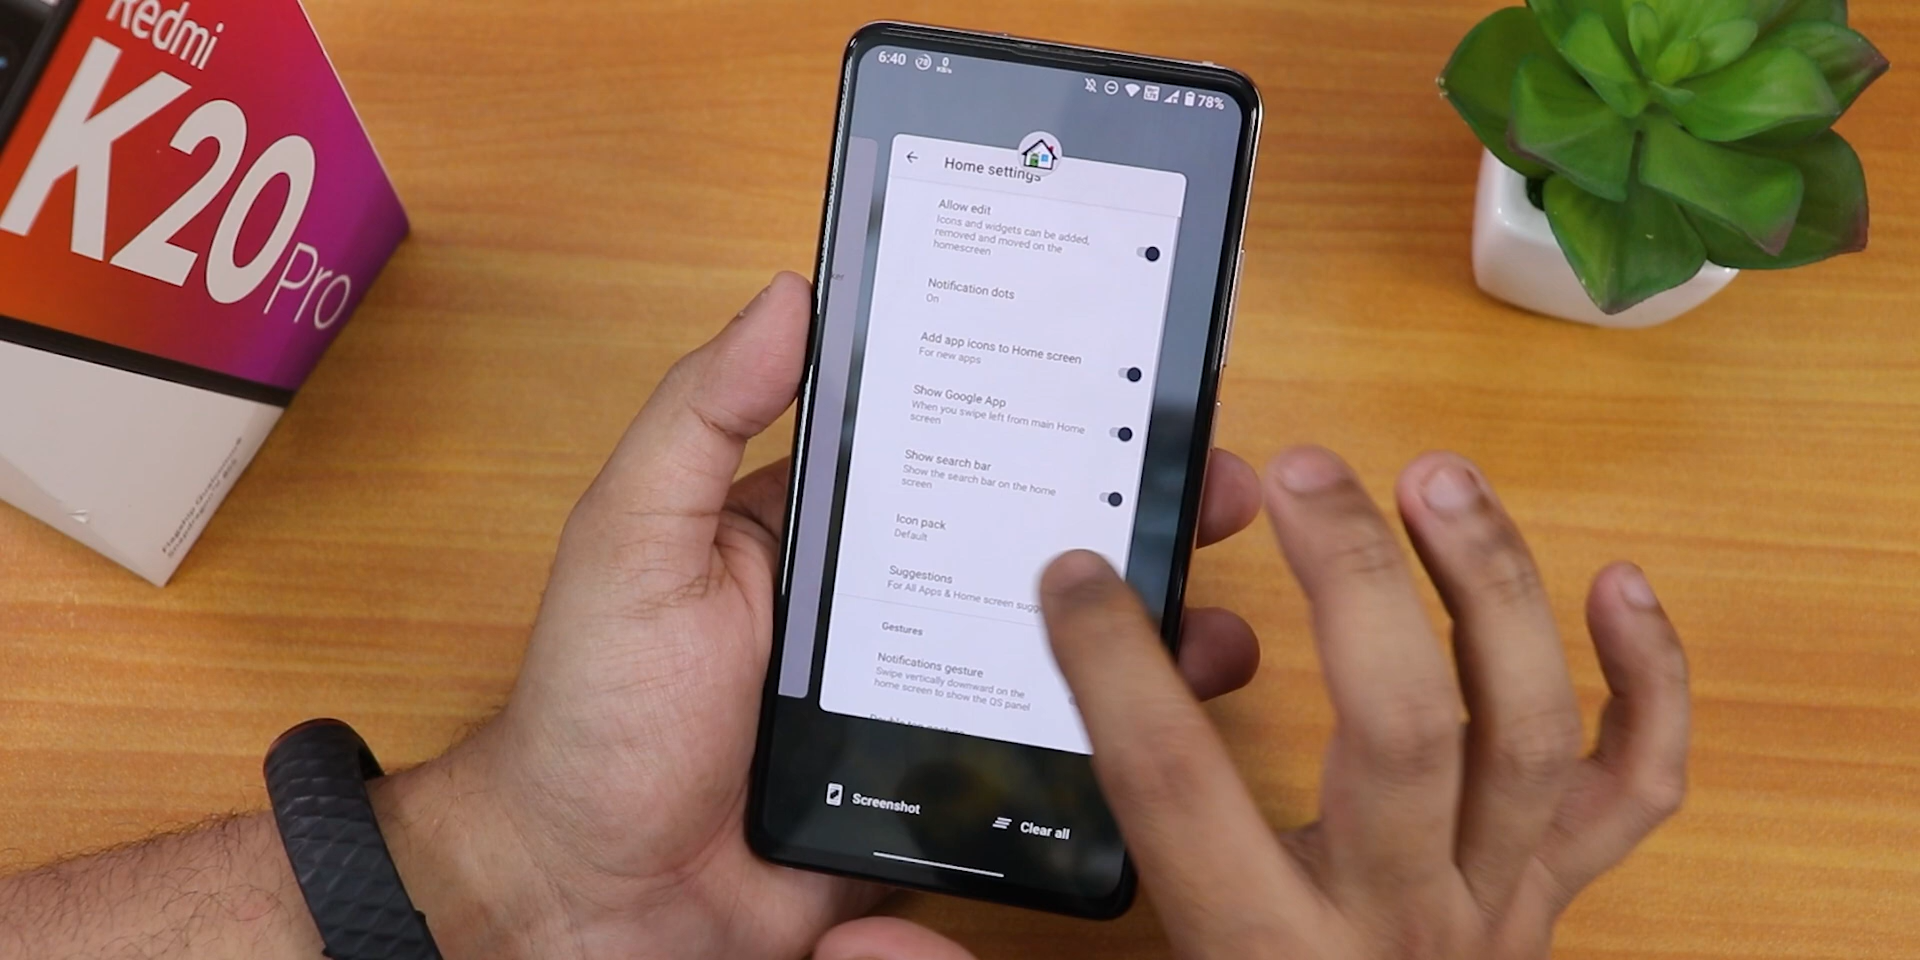 Redmi
K20 Pro
6:40
78
0
KB/s
78%
Home settings
Allow edit
Icons and widgets can be added,
removed and moved on the
homescreen
Notification dots
On
Add app icons to Home screen
For new apps
Show Google App
When you swipe left from main Home
screen
Show search bar
Show the search bar on the home
screen
Icon pack
Default
Suggestions
For All Apps & Home screen
Gestures
Notifications gesture
Swipe vertically downward on the
home screen to show the QS panel
Screenshot
Clear all